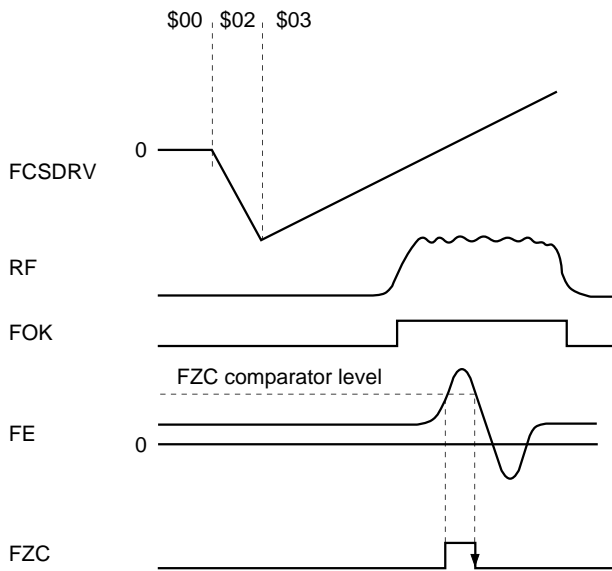 $00 $02 $03
0
FCSDRV
RF
FOK
FZC comparator level
FE
0
FZC